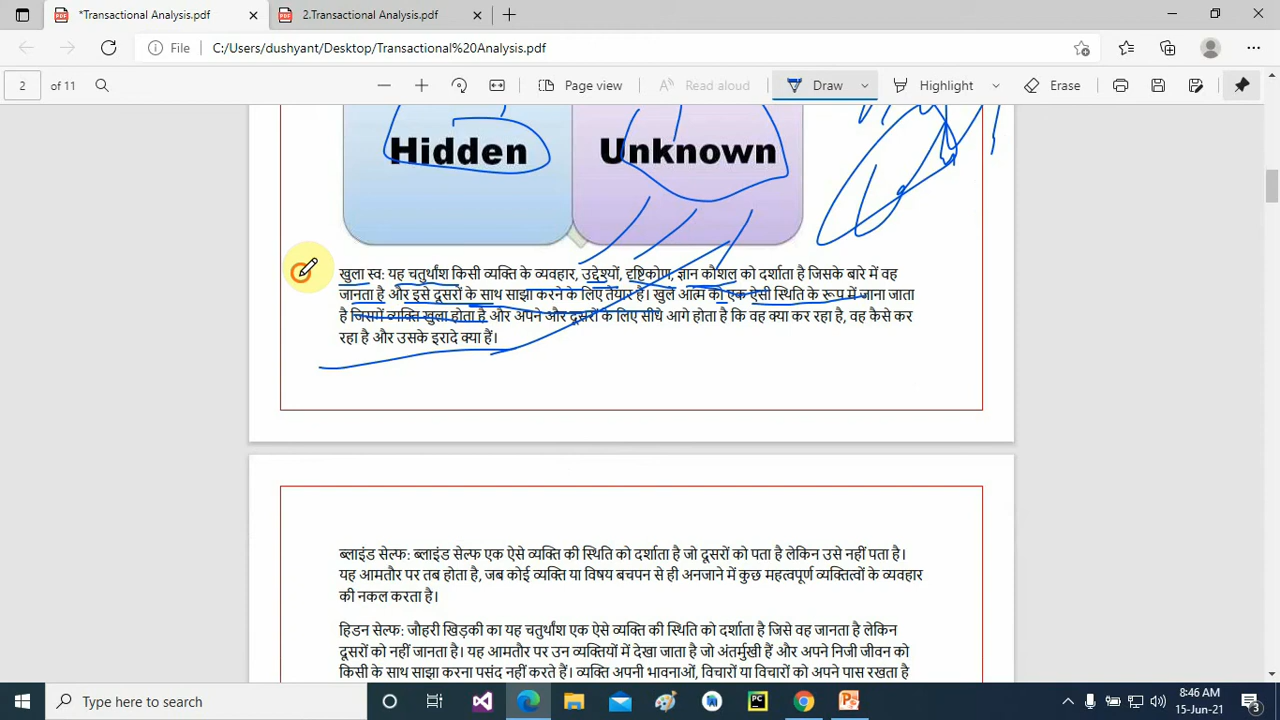 *Transactional Analysis.pdf
2.Transactional Analysis.pdf
File
C:/Users/dushyant/Desktop/Transactional%20Analysis.pdf
2 of 11
Page view
Read aloud
Draw
Highlight
Erase
Hidden
Unknown
खुला स्व: यह चतुर्थांश किसी व्यक्ति के व्यवहार, उद्देश्यों, दृष्टिकोण, ज्ञान कौशल को दर्शाता है जिसके बारे में वह
जानता है और इसे दूसरों के साथ साझा करने के लिए तैयार है। खुले आत्म को एक ऐसी स्थिति के रूप में जाना जाता
है जिसमें व्यक्ति खुला होता है और अपने और दूसरों के लिए सीधे आगे होता है कि वह क्या कर रहा है, वह कैसे कर
रहा है और उसके इरादे क्या हैं।
ब्लाइंड सेल्फ: ब्लाइंड सेल्फ एक ऐसे व्यक्ति की स्थिति को दर्शाता है जो दूसरों को पता है लेकिन उसे नहीं पता है।
यह आमतौर पर तब होता है, जब कोई व्यक्ति या विषय बचपन से ही अनजाने में कुछ महत्वपूर्ण व्यक्तित्वों के व्यवहार
की नकल करता है।
हिडन सेल्फ: जौहरी खिड़की का यह चतुर्थांश एक ऐसे व्यक्ति की स्थिति को दर्शाता है जिसे वह जानता है लेकिन
दूसरों को नहीं जानता है। यह आमतौर पर उन व्यक्तियों में देखा जाता है जो अंतर्मुखी हैं और अपने निजी जीवन को
किसी के साथ साझा करना पसंद नहीं करते हैं। व्यक्ति अपनी भावनाओं, विचारों या विचारों को अपने पास रखता है
Type here to search
PC
8:46 AM
15-Jun-21
3